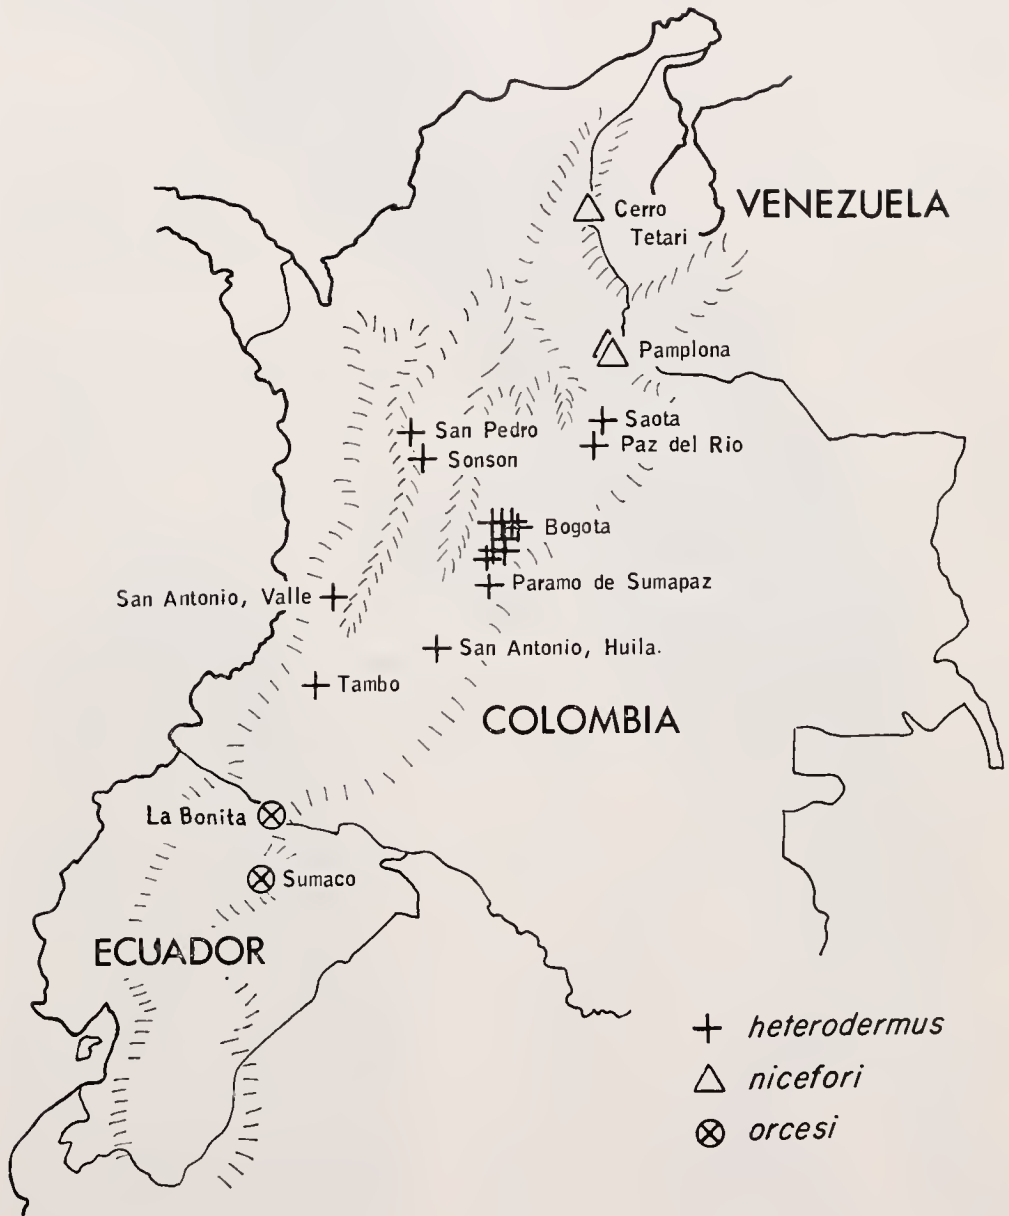 Cerro
Tetari
VENEZUELA
Pamplona
San Pedro
Saota
Sonson
Paz del Rio
Bogota
Paramo de Sumapaz
San Antonio, Valle
San Antonio, Huila.
Tambo
COLOMBIA
La Bonita
Sumaco
ECUADOR
heterodermus
nicefori
orcesi